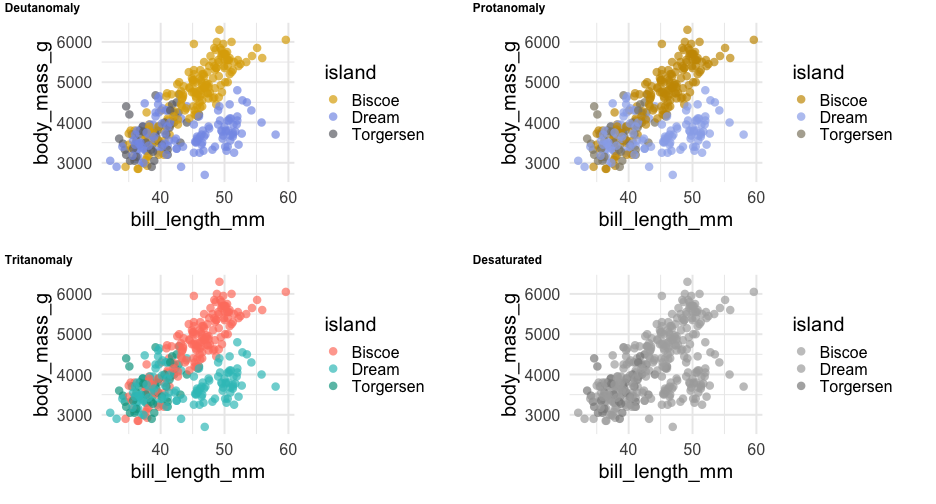 Deutanomaly
body_mass_g
6000
5000
4000
3000
40 50 60
bill_length_mm
island
Biscoe
Dream
Torgersen
Protanomaly
body_mass_g
6000
5000
4000
3000
40 50 60
bill_length_mm
island
Biscoe
Dream
Torgersen
Tritanomaly
body_mass_g
6000
5000
4000
3000
40 50 60
bill_length_mm
island
Biscoe
Dream
Torgersen
Desaturated
body_mass_g
6000
5000
4000
3000
40 50 60
bill_length_mm
island
Biscoe
Dream
Torgersen